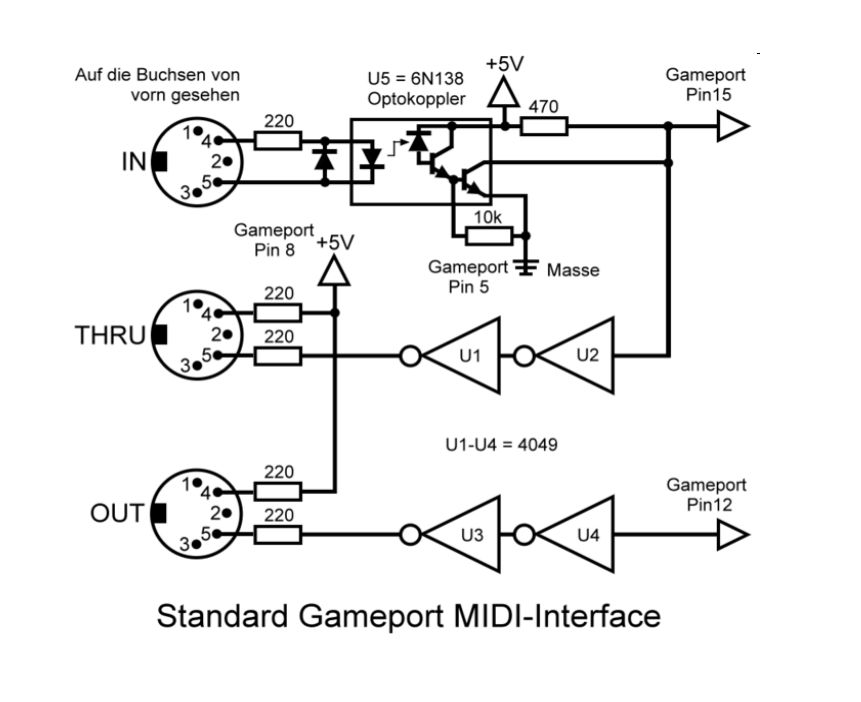 Auf die Buchsen von
vorn gesehen
U5 = 6N138
Optokoppler
+5V
Gameport
Pin15
220
470
IN
1
4
2
5
3
10k
Gameport
Pin 8
+5V
Gameport
Pin 5
Masse
220
THRU
1
4
2
5
3
220
U1
U2
U1-U4 = 4049
220
OUT
1
4
2
5
3
220
U3
U4
Gameport
Pin12
Standard Gameport MIDI-Interface